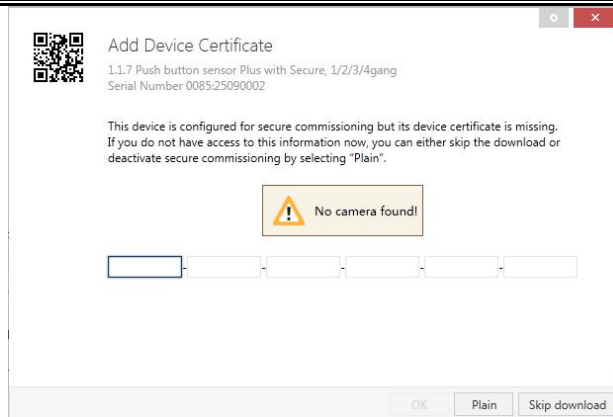 Add Device Certificate
1.1.7 Push button sensor Plus with Secure, 1/2/3/4gang
Serial Number 0085:25090002
This device is configured for secure commissioning but its device certificate is missing.
If you do not have access to this information now, you can either skip the download or
deactivate secure commissioning by selecting "Plain".
No camera found!
- - - - -
OK Plain Skip download